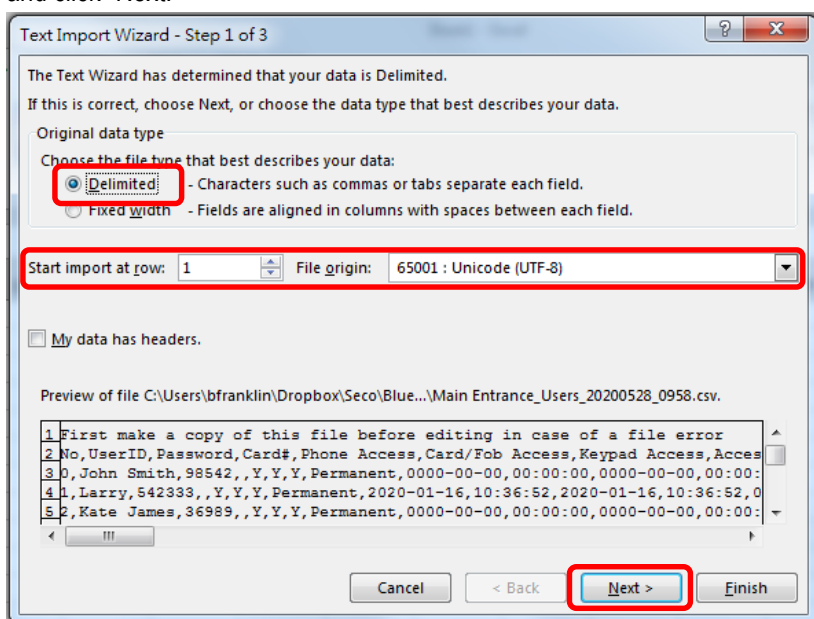 Text Import Wizard - Step 1 of 3
The Text Wizard has determined that your data is Delimited.
If this is correct, choose Next, or choose the data type that best describes your data.
Original data type
Choose the file type that best describes your data:
Delimited - Characters such as commas or tabs separate each field.
Fixed width - Fields are aligned in columns with spaces between each field.
Start import at row: 1 File origin: 65001 : Unicode (UTF-8)
My data has headers.
Preview of file C:\Users\bfranklin\Dropbox\Seco\Blue...\Main Entrance_Users_20200528_0958.csv.
1 First make a copy of this file before editing in case of a file error
2 No,UserID,Password,Card#,Phone Access,Card/Fob Access,Keypad Access,Acces
3 0,John Smith,98542,,Y,Y,Y,Permanent,0000-00-00,00:00:00,0000-00-00,00:00:
4 1,Larry,542333,,Y,Y,Y,Permanent,2020-01-16,10:36:52,2020-01-16,10:36:52,0
5 2,Kate James,36989,,Y,Y,Y,Permanent,0000-00-00,00:00:00,0000-00-00,00:00:
Cancel < Back Next > Finish